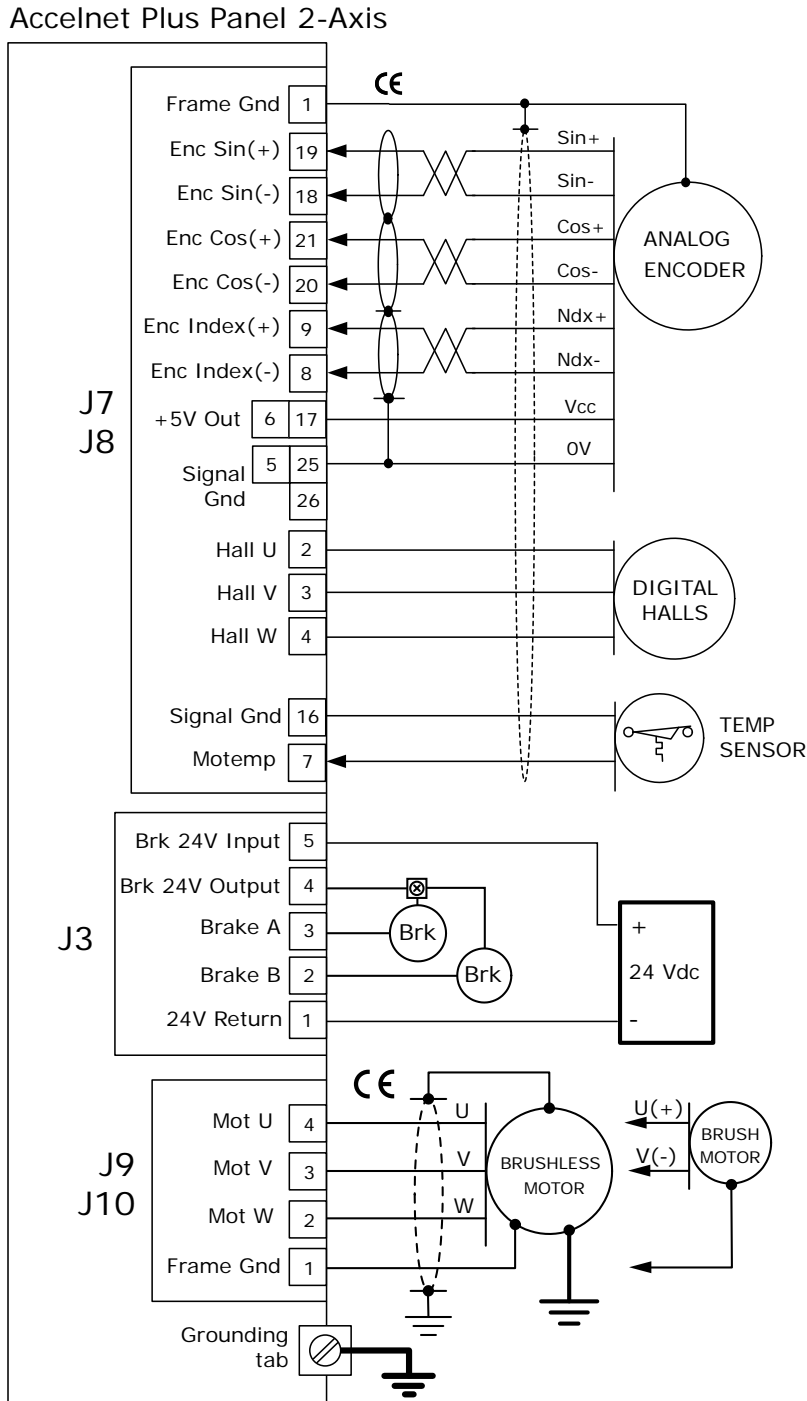 Accelnet Plus Panel 2-Axis
CE
Frame Gnd 1
Enc Sin(+) 19 Sin+
Enc Sin(-) 18 Sin-
Enc Cos(+) 21 Cos+
Enc Cos(-) 20 Cos-
Enc Index(+) 9 Ndx+
Enc Index(-) 8 Ndx-
ANALOG
ENCODER
J7
J8
+5V Out 6 17 Vcc
Signal
Gnd
5 25 0V
26
Hall U 2
Hall V 3
Hall W 4
DIGITAL
HALLS
Signal Gnd 16
Motemp 7
TEMP
SENSOR
J3
Brk 24V Input 5
Brk 24V Output 4
Brake A 3 Brk
Brake B 2 Brk
24V Return 1
+
24 Vdc
-
CE
J9
J10
Mot U 4 U
Mot V 3 V
Mot W 2 W
Frame Gnd 1
BRUSHLESS
MOTOR
U(+)
V(-)
BRUSH
MOTOR
Grounding
tab